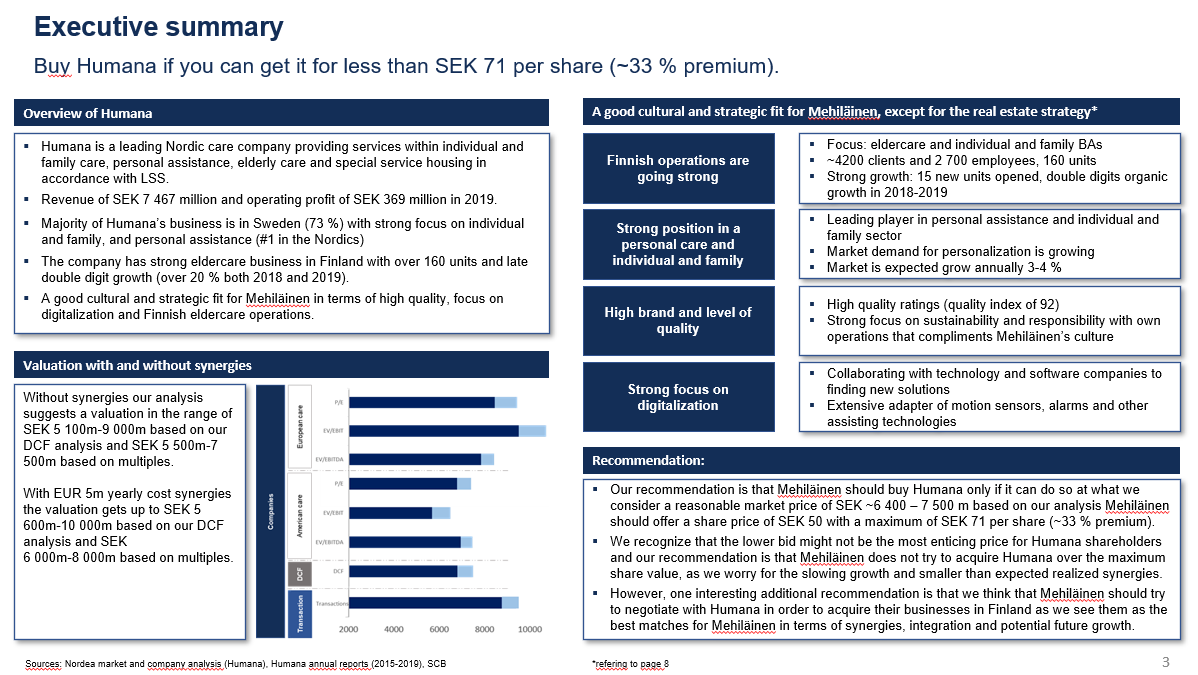 Executive summary
Buy Humana if you can get it for less than SEK 71 per share (~33 % premium).
Overview of Humana
▪ Humana is a leading Nordic care company providing services within individual and
family care, personal assistance, elderly care and special service housing in
accordance with LSS.
▪ Revenue of SEK 7 467 million and operating profit of SEK 369 million in 2019.
▪ Majority of Humana's business is in Sweden (73 %) with strong focus on individual
and family, and personal assistance (#1 in the Nordics)
▪ The company has strong eldercare business in Finland with over 160 units and late
double digit growth (over 20 % both 2018 and 2019).
▪ A good cultural and strategic fit for Mehiläinen in terms of high quality, focus on
digitalization and Finnish eldercare operations.
Valuation with and without synergies
Without synergies our analysis
suggests a valuation in the range of
SEK 5 100m-9 000m based on our
DCF analysis and SEK 5 500m-7
500m based on multiples.
With EUR 5m yearly cost synergies
the valuation gets up to SEK 5
600m-10 000m based on our DCF
analysis and SEK
6 000m-8 000m based on multiples.
Companies
European care
P/E
EV/EBIT
EV/EBITDA
American care
P/E
EV/EBIT
EV/EBITDA
DCF
DCF
Transaction
Transactions
2000 4000 6000 8000 10000
A good cultural and strategic fit for Mehiläinen, except for the real estate strategy*
Finnish operations are
going strong
▪ Focus: eldercare and individual and family BAs
▪ ~4200 clients and 2 700 employees, 160 units
▪ Strong growth: 15 new units opened, double digits organic
growth in 2018-2019
Strong position in a
personal care and
individual and family
▪ Leading player in personal assistance and individual and
family sector
▪ Market demand for personalization is growing
▪ Market is expected grow annually 3-4 %
High brand and level of
quality
▪ High quality ratings (quality index of 92)
▪ Strong focus on sustainability and responsibility with own
operations that compliments Mehiläinen's culture
Strong focus on
digitalization
▪ Collaborating with technology and software companies to
finding new solutions
▪ Extensive adapter of motion sensors, alarms and other
assisting technologies
Recommendation:
▪ Our recommendation is that Mehiläinen should buy Humana only if it can do so at what we
consider a reasonable market price of SEK ~6 400 – 7 500 m based on our analysis Mehiläinen
should offer a share price of SEK 50 with a maximum of SEK 71 per share (~33 % premium).
▪ We recognize that the lower bid might not be the most enticing price for Humana shareholders
and our recommendation is that Mehiläinen does not try to acquire Humana over the maximum
share value, as we worry for the slowing growth and smaller than expected realized synergies.
▪ However, one interesting additional recommendation is that we think that Mehiläinen should try
to negotiate with Humana in order to acquire their businesses in Finland as we see them as the
best matches for Mehiläinen in terms of synergies, integration and potential future growth.
Sources: Nordea market and company analysis (Humana), Humana annual reports (2015-2019), SCB
*refering to page 8
3